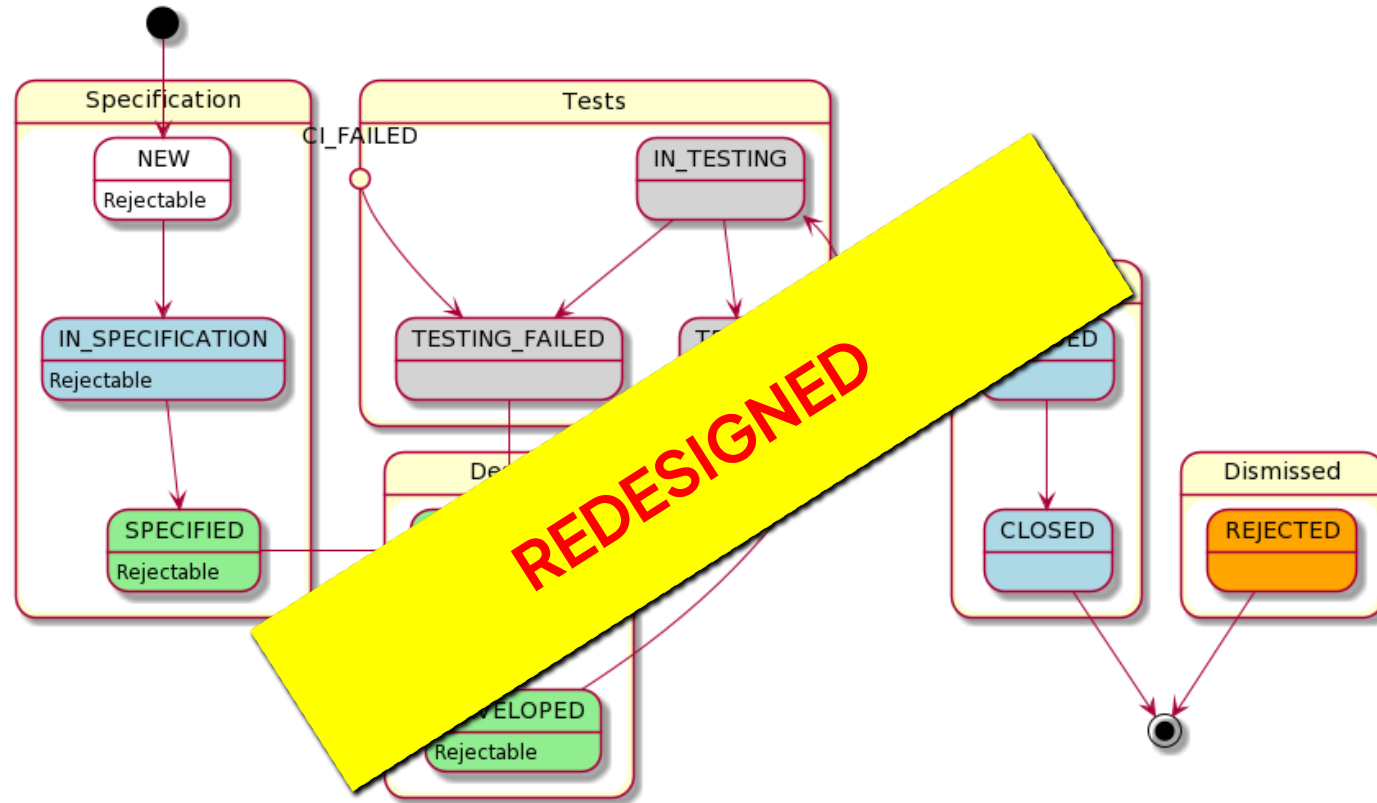 Specification
NEW
Rejectable
IN_SPECIFICATION
Rejectable
SPECIFIED
Rejectable
Tests
CI_FAILED
IN_TESTING
TESTING_FAILED
REDESIGNED
Rejectable
CLOSED
Dismissed
REJECTED